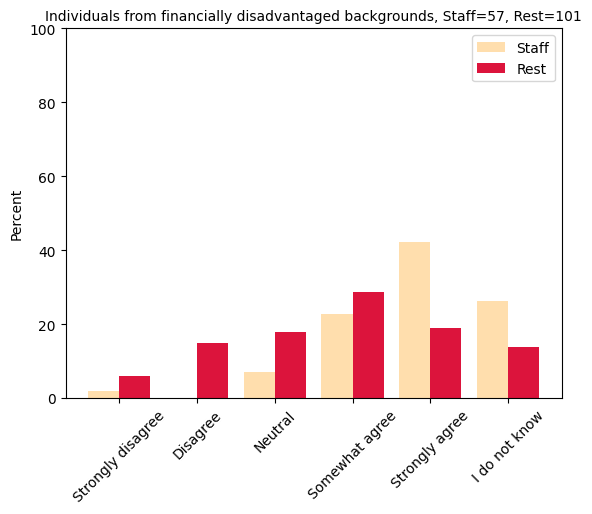 Individuals from financially disadvantaged backgrounds, Staff=57, Rest=101
Staff
Rest
Percent
100
80
60
40
20
0
Strongly disagree
Disagree
Neutral
Somewhat agree
Strongly agree
I do not know